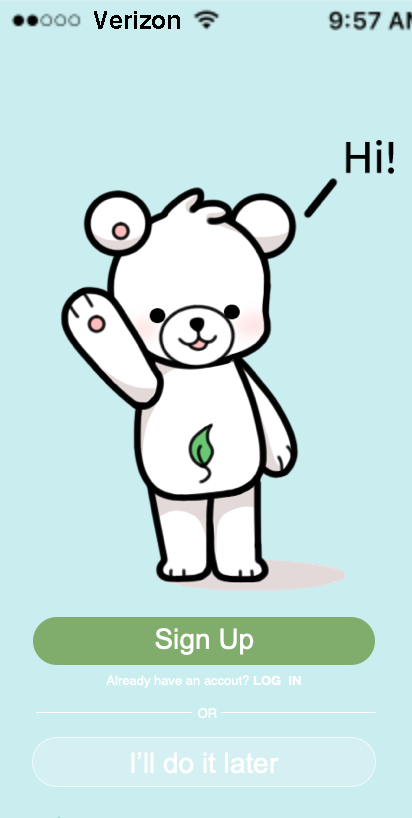 Verizon 9:57 AM
Hi!
Sign Up
Already have an accout? LOG IN
OR
I'll do it later